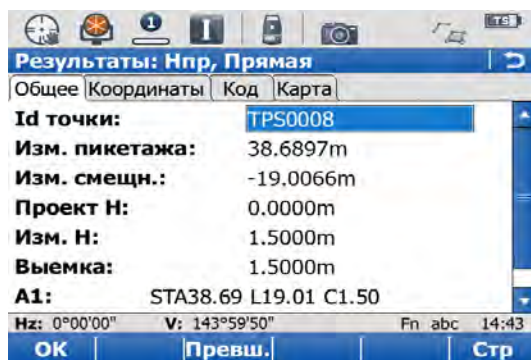 1 I TS
Результаты: Hпр, Прямая
Общее Координаты Код Карта
Id точки: TPS0008
Изм. пикетажа: 38.6897m
Изм. смещн.: -19.0066m
Проект H: 0.0000m
Изм. H: 1.5000m
Выемка: 1.5000m
A1: STA38.69 L19.01 C1.50
Hz: 0°00'00" V: 143°59'50" Fn abc 14:43
OK Превш. Стр